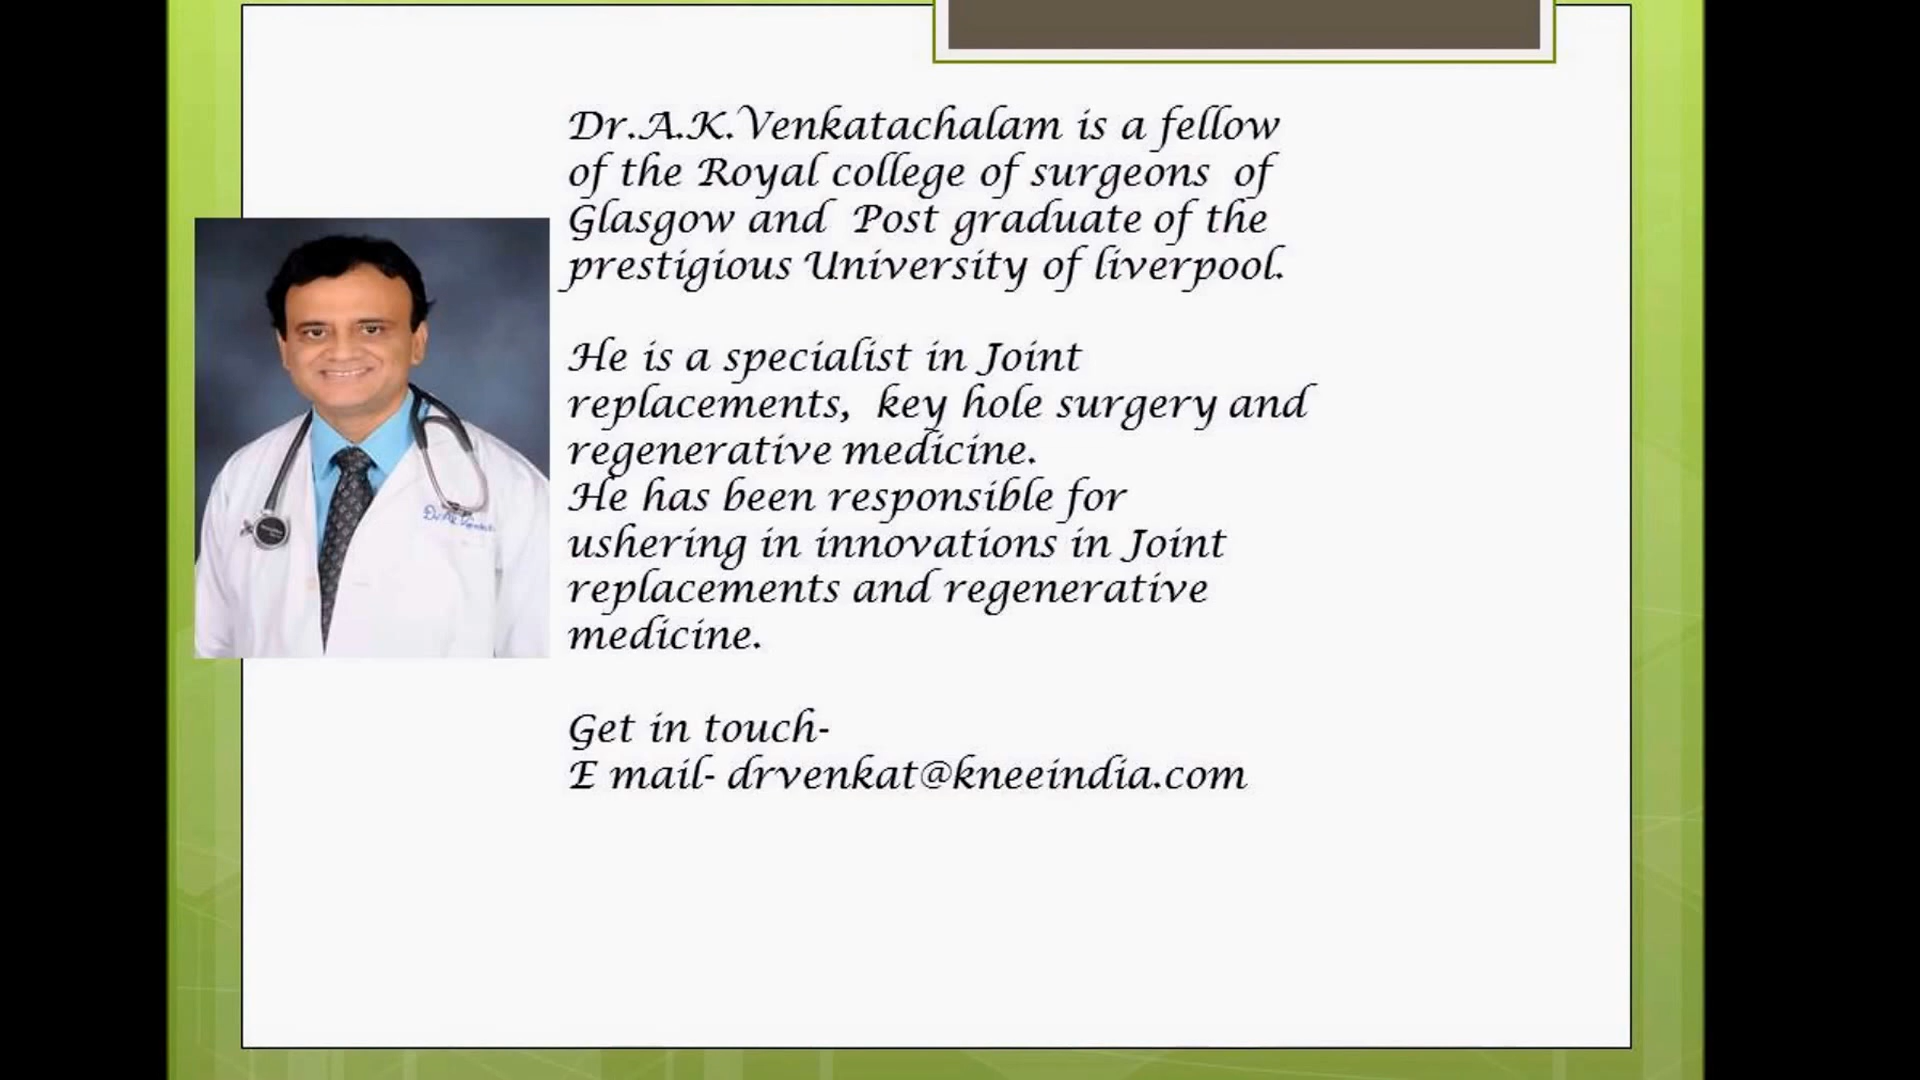 Dr.A.K.Venkatachalam is a fellow
of the Royal college of surgeons of
Glasgow and Post graduate of the
prestigious University of liverpool.
He is a specialist in Joint
replacements, key hole surgery and
regenerative medicine.
He has been responsible for
ushering in innovations in Joint
replacements and regenerative
medicine.
Get in touch-
E mail- drvenkat@kneeindia.com